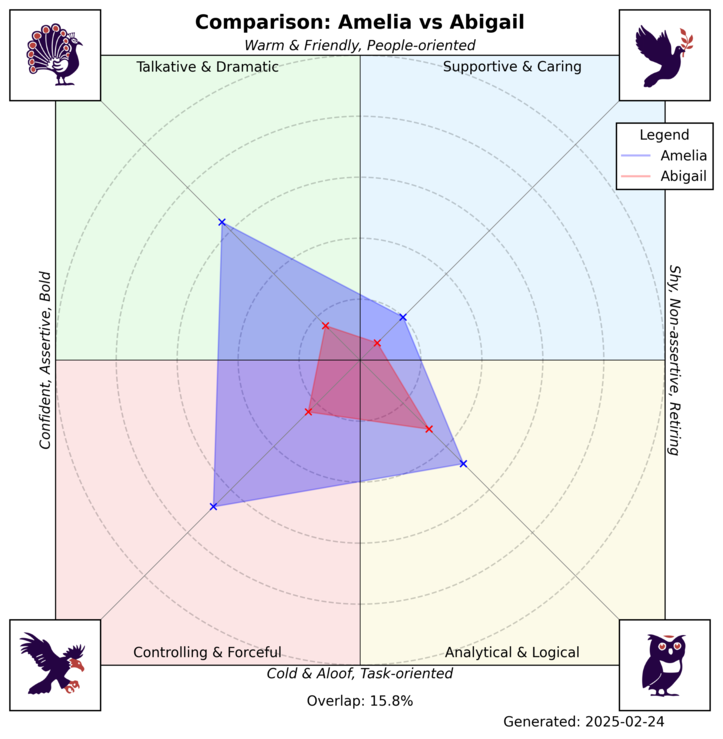 Comparison: Amelia vs Abigail
Warm & Friendly, People-oriented
Talkative & Dramatic
Supportive & Caring
Legend
Amelia
Abigail
Confident, Assertive, Bold
Shy, Non-assertive, Retiring
Controlling & Forceful
Analytical & Logical
Cold & Aloof, Task-oriented
Overlap: 15.8%
Generated: 2025-02-24